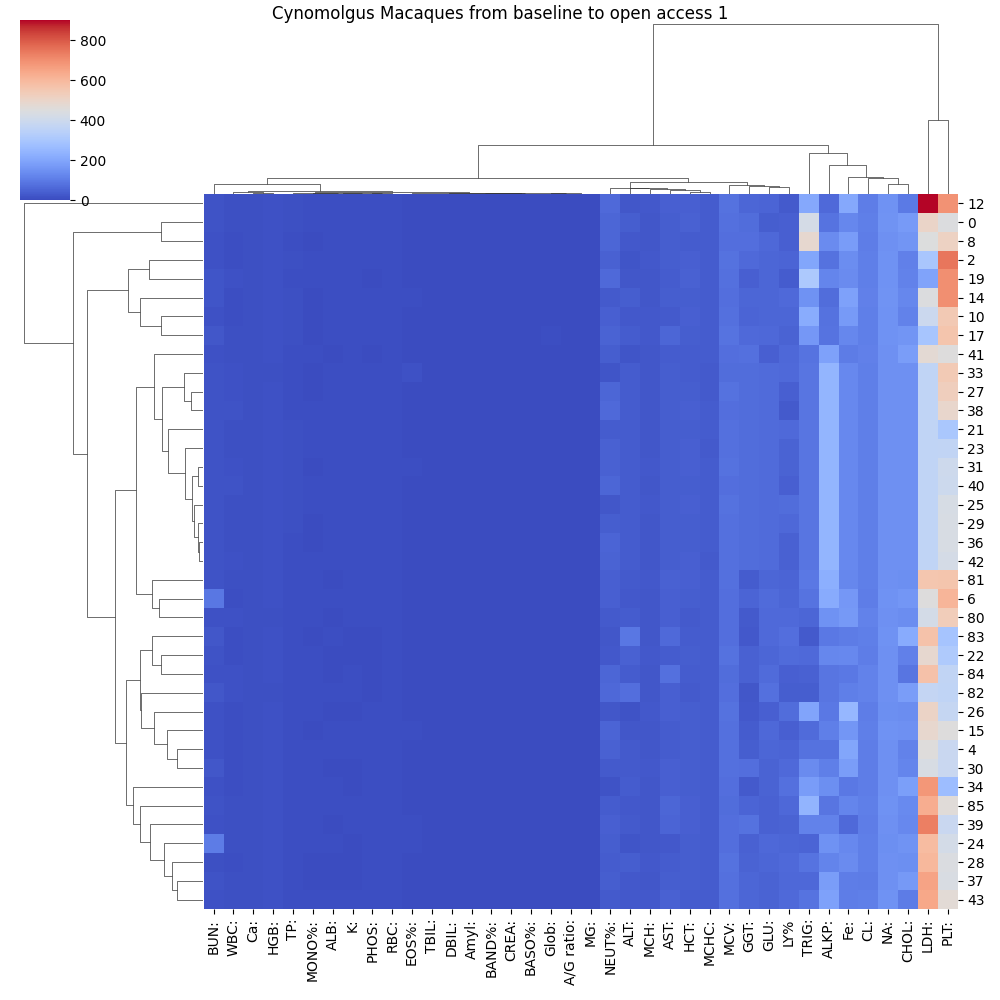 Cynomolgus Macaques from baseline to open access 1
800
600
400
200
0
12
0
8
2
19
14
10
17
41
33
27
38
21
23
31
40
25
29
36
42
81
6
80
83
22
84
82
26
15
4
30
34
85
39
24
28
37
43
BUN:
WBC:
Ca:
HGB:
TP:
MONO%:
ALB:
K:
PHOS:
RBC:
EOS%:
TBIL:
DBIL:
Amyl:
BAND%:
CREA:
BASO%:
Glob:
A/G ratio:
MG:
NEUT%:
ALT:
MCH:
AST:
HCT:
MCHC:
MCV:
GGT:
GLU:
LY%
TRIG:
ALKP:
Fe:
CL:
NA:
CHOL:
LDH:
PLT: